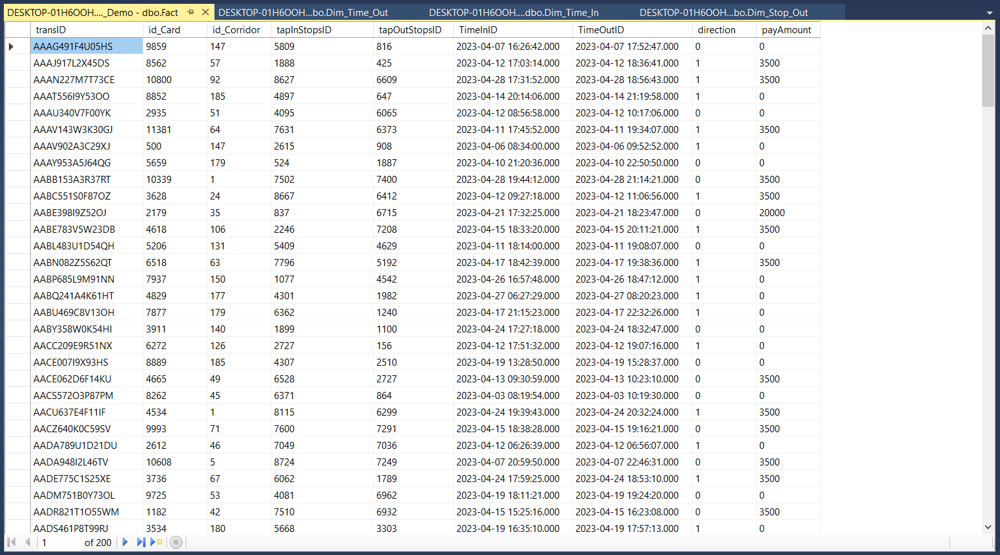 DESKTOP-01H6OOH...._Demo - dbo.Fact DESKTOP-01H6OOH...bo.Dim_Time_Out DESKTOP-01H6OOH....dbo.Dim_Time_In DESKTOP-01H6OOH...bo.Dim_Stop_Out
transID id_Card id_Corridor tapInStopsID tapOutStopsID TimeInID TimeOutID direction payAmount
AAAG491F4U05HS 9859 147 5809 816 2023-04-07 16:26:42.000 2023-04-07 17:52:47.000 0 0
AAAJ917L2X45DS 8562 57 1888 425 2023-04-12 17:03:14.000 2023-04-12 18:36:41.000 1 3500
AAAN227M7T73CE 10800 92 8627 6609 2023-04-28 17:31:52.000 2023-04-28 18:56:43.000 1 3500
AAAT556I9Y53OO 8852 185 4897 647 2023-04-14 20:14:06.000 2023-04-14 21:19:58.000 1 0
AAAU340V7F00YK 2935 51 4095 6065 2023-04-12 08:56:58.000 2023-04-12 10:17:06.000 0 0
AAAV143W3K30GJ 11381 64 7631 6373 2023-04-11 17:45:52.000 2023-04-11 19:34:07.000 1 3500
AAAV902A3C29XJ 500 147 2615 908 2023-04-06 08:34:00.000 2023-04-06 09:52:52.000 1 0
AAAY953A5J64QG 5659 179 524 1887 2023-04-10 21:20:36.000 2023-04-10 22:50:50.000 0 0
AABB153A3R37RT 10339 1 7502 7400 2023-04-28 19:44:12.000 2023-04-28 21:14:21.000 0 3500
AABC551S0F87OZ 3628 24 8667 6412 2023-04-12 09:27:18.000 2023-04-12 11:06:56.000 1 3500
AABE398I9Z52OJ 2179 35 837 6715 2023-04-21 17:32:25.000 2023-04-21 18:23:47.000 0 20000
AABE783V5W23DB 4618 106 2246 7208 2023-04-15 18:33:20.000 2023-04-15 20:11:21.000 1 3500
AABL483U1D54QH 5206 131 5409 4629 2023-04-11 18:14:00.000 2023-04-11 19:08:07.000 0 0
AABN082Z5S62QT 6518 63 7796 5192 2023-04-17 18:42:39.000 2023-04-17 19:38:36.000 1 3500
AABP685L9M91NN 7937 150 1077 4542 2023-04-26 16:57:48.000 2023-04-26 18:47:12.000 1 0
AABQ241A4K61HT 4829 177 4301 1982 2023-04-27 06:27:29.000 2023-04-27 08:20:23.000 1 0
AABU469C8V13OH 7877 179 6362 1240 2023-04-17 21:15:23.000 2023-04-17 22:32:26.000 1 0
AABY358W0K54HI 3911 140 1899 1100 2023-04-24 17:27:18.000 2023-04-24 18:32:47.000 0 0
AACC209E9R51NX 6272 126 2727 156 2023-04-12 17:51:32.000 2023-04-12 19:07:16.000 1 0
AACE007I9X93HS 8889 185 4307 2510 2023-04-19 13:28:50.000 2023-04-19 15:28:37.000 0 0
AACE062D6F14KU 4665 49 6528 2727 2023-04-13 09:30:59.000 2023-04-13 10:23:10.000 0 3500
AACS572O3P87PM 8262 45 6371 864 2023-04-03 08:19:54.000 2023-04-03 10:19:30.000 0 0
AACU637E4F11IF 4534 1 8115 6299 2023-04-24 19:39:43.000 2023-04-24 20:32:24.000 1 3500
AACZ640K0C59SV 9993 71 7600 7291 2023-04-15 18:38:28.000 2023-04-15 19:16:21.000 0 3500
AADA789U1D21DU 2612 46 7049 7036 2023-04-12 06:26:39.000 2023-04-12 06:56:07.000 1 0
AADA948I2L46TV 10608 5 8724 7249 2023-04-07 20:59:50.000 2023-04-07 22:46:31.000 0 3500
AADE775C1S25XE 3736 67 6062 1789 2023-04-24 17:59:25.000 2023-04-24 18:53:10.000 1 3500
AADM751B0Y73OL 9725 53 4081 6962 2023-04-19 18:11:21.000 2023-04-19 19:24:20.000 0 0
AADR821T1O55WM 1182 42 7510 6932 2023-04-15 15:25:16.000 2023-04-15 16:23:08.000 0 3500
AADS461P8T99RJ 3534 180 5668 3303 2023-04-19 16:35:10.000 2023-04-19 17:57:13.000 1 0
1 of 200